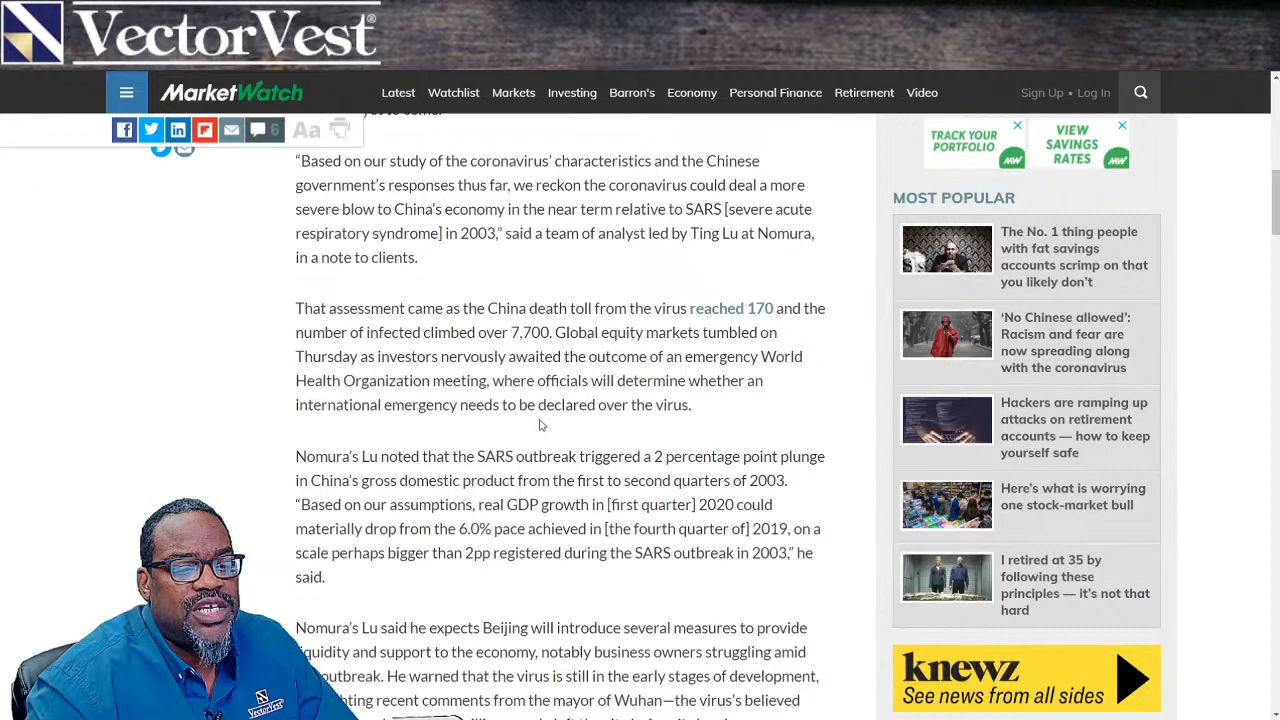 VectorVest
MarketWatch
Latest Watchlist Markets Investing Barron's Economy Personal Finance Retirement Video
Sign Up • Log In
6 Aa
“Based on our study of the coronavirus’ characteristics and the Chinese
government’s responses thus far, we reckon the coronavirus could deal a more
severe blow to China’s economy in the near term relative to SARS [severe acute
respiratory syndrome] in 2003,” said a team of analyst led by Ting Lu at Nomura,
in a note to clients.
That assessment came as the China death toll from the virus reached 170 and the
number of infected climbed over 7,700. Global equity markets tumbled on
Thursday as investors nervously awaited the outcome of an emergency World
Health Organization meeting, where officials will determine whether an
international emergency needs to be declared over the virus.
Nomura’s Lu noted that the SARS outbreak triggered a 2 percentage point plunge
in China’s gross domestic product from the first to second quarters of 2003.
“Based on our assumptions, real GDP growth in [first quarter] 2020 could
materially drop from the 6.0% pace achieved in [the fourth quarter of] 2019, on a
scale perhaps bigger than 2pp registered during the SARS outbreak in 2003,” he
said.
Nomura’s Lu said he expects Beijing will introduce several measures to provide
liquidity and support to the economy, notably business owners struggling amid
outbreak. He warned that the virus is still in the early stages of development,
recent comments from the mayor of Wuhan—the virus’s believed
TRACK YOUR
PORTFOLIO
MW
VIEW
SAVINGS
RATES
MW
MOST POPULAR
The No. 1 thing people
with fat savings
accounts scrimp on that
you likely don’t
‘No Chinese allowed’:
Racism and fear are
now spreading along
with the coronavirus
Hackers are ramping up
attacks on retirement
accounts — how to keep
yourself safe
Here’s what is worrying
one stock-market bull
I retired at 35 by
following these
principles — it’s not that
hard
knewz
See news from all sides
VectorVest